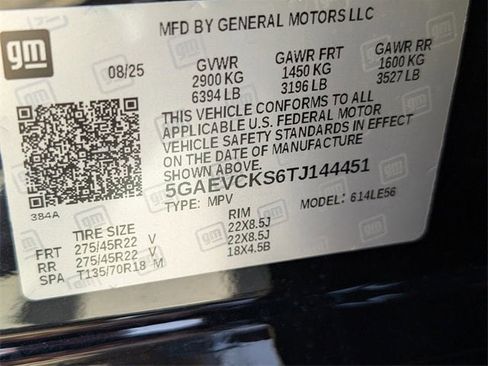 gm
MFD BY GENERAL MOTORS LLC
08/25
GVWR GAWR FRT GAWR RR
2900 KG 1450 KG 1600 KG
6394 LB 3196 LB 3527 LB
THIS VEHICLE CONFORMS TO ALL
APPLICABLE U.S. FEDERAL MOTOR
VEHICLE SAFETY STANDARDS IN EFFECT
ON THE DATE OF MANUFACTURE
SHOWN ABOVE.
5GAEVCKS6TJ144451
TYPE: MPV MODEL: 614LE56
384A
TIRE SIZE RIM
FRT 275/45R22 V 22X8.5J
RR 275/45R22 V 22X8.5J
SPA T135/70R18 M 18X4.5B